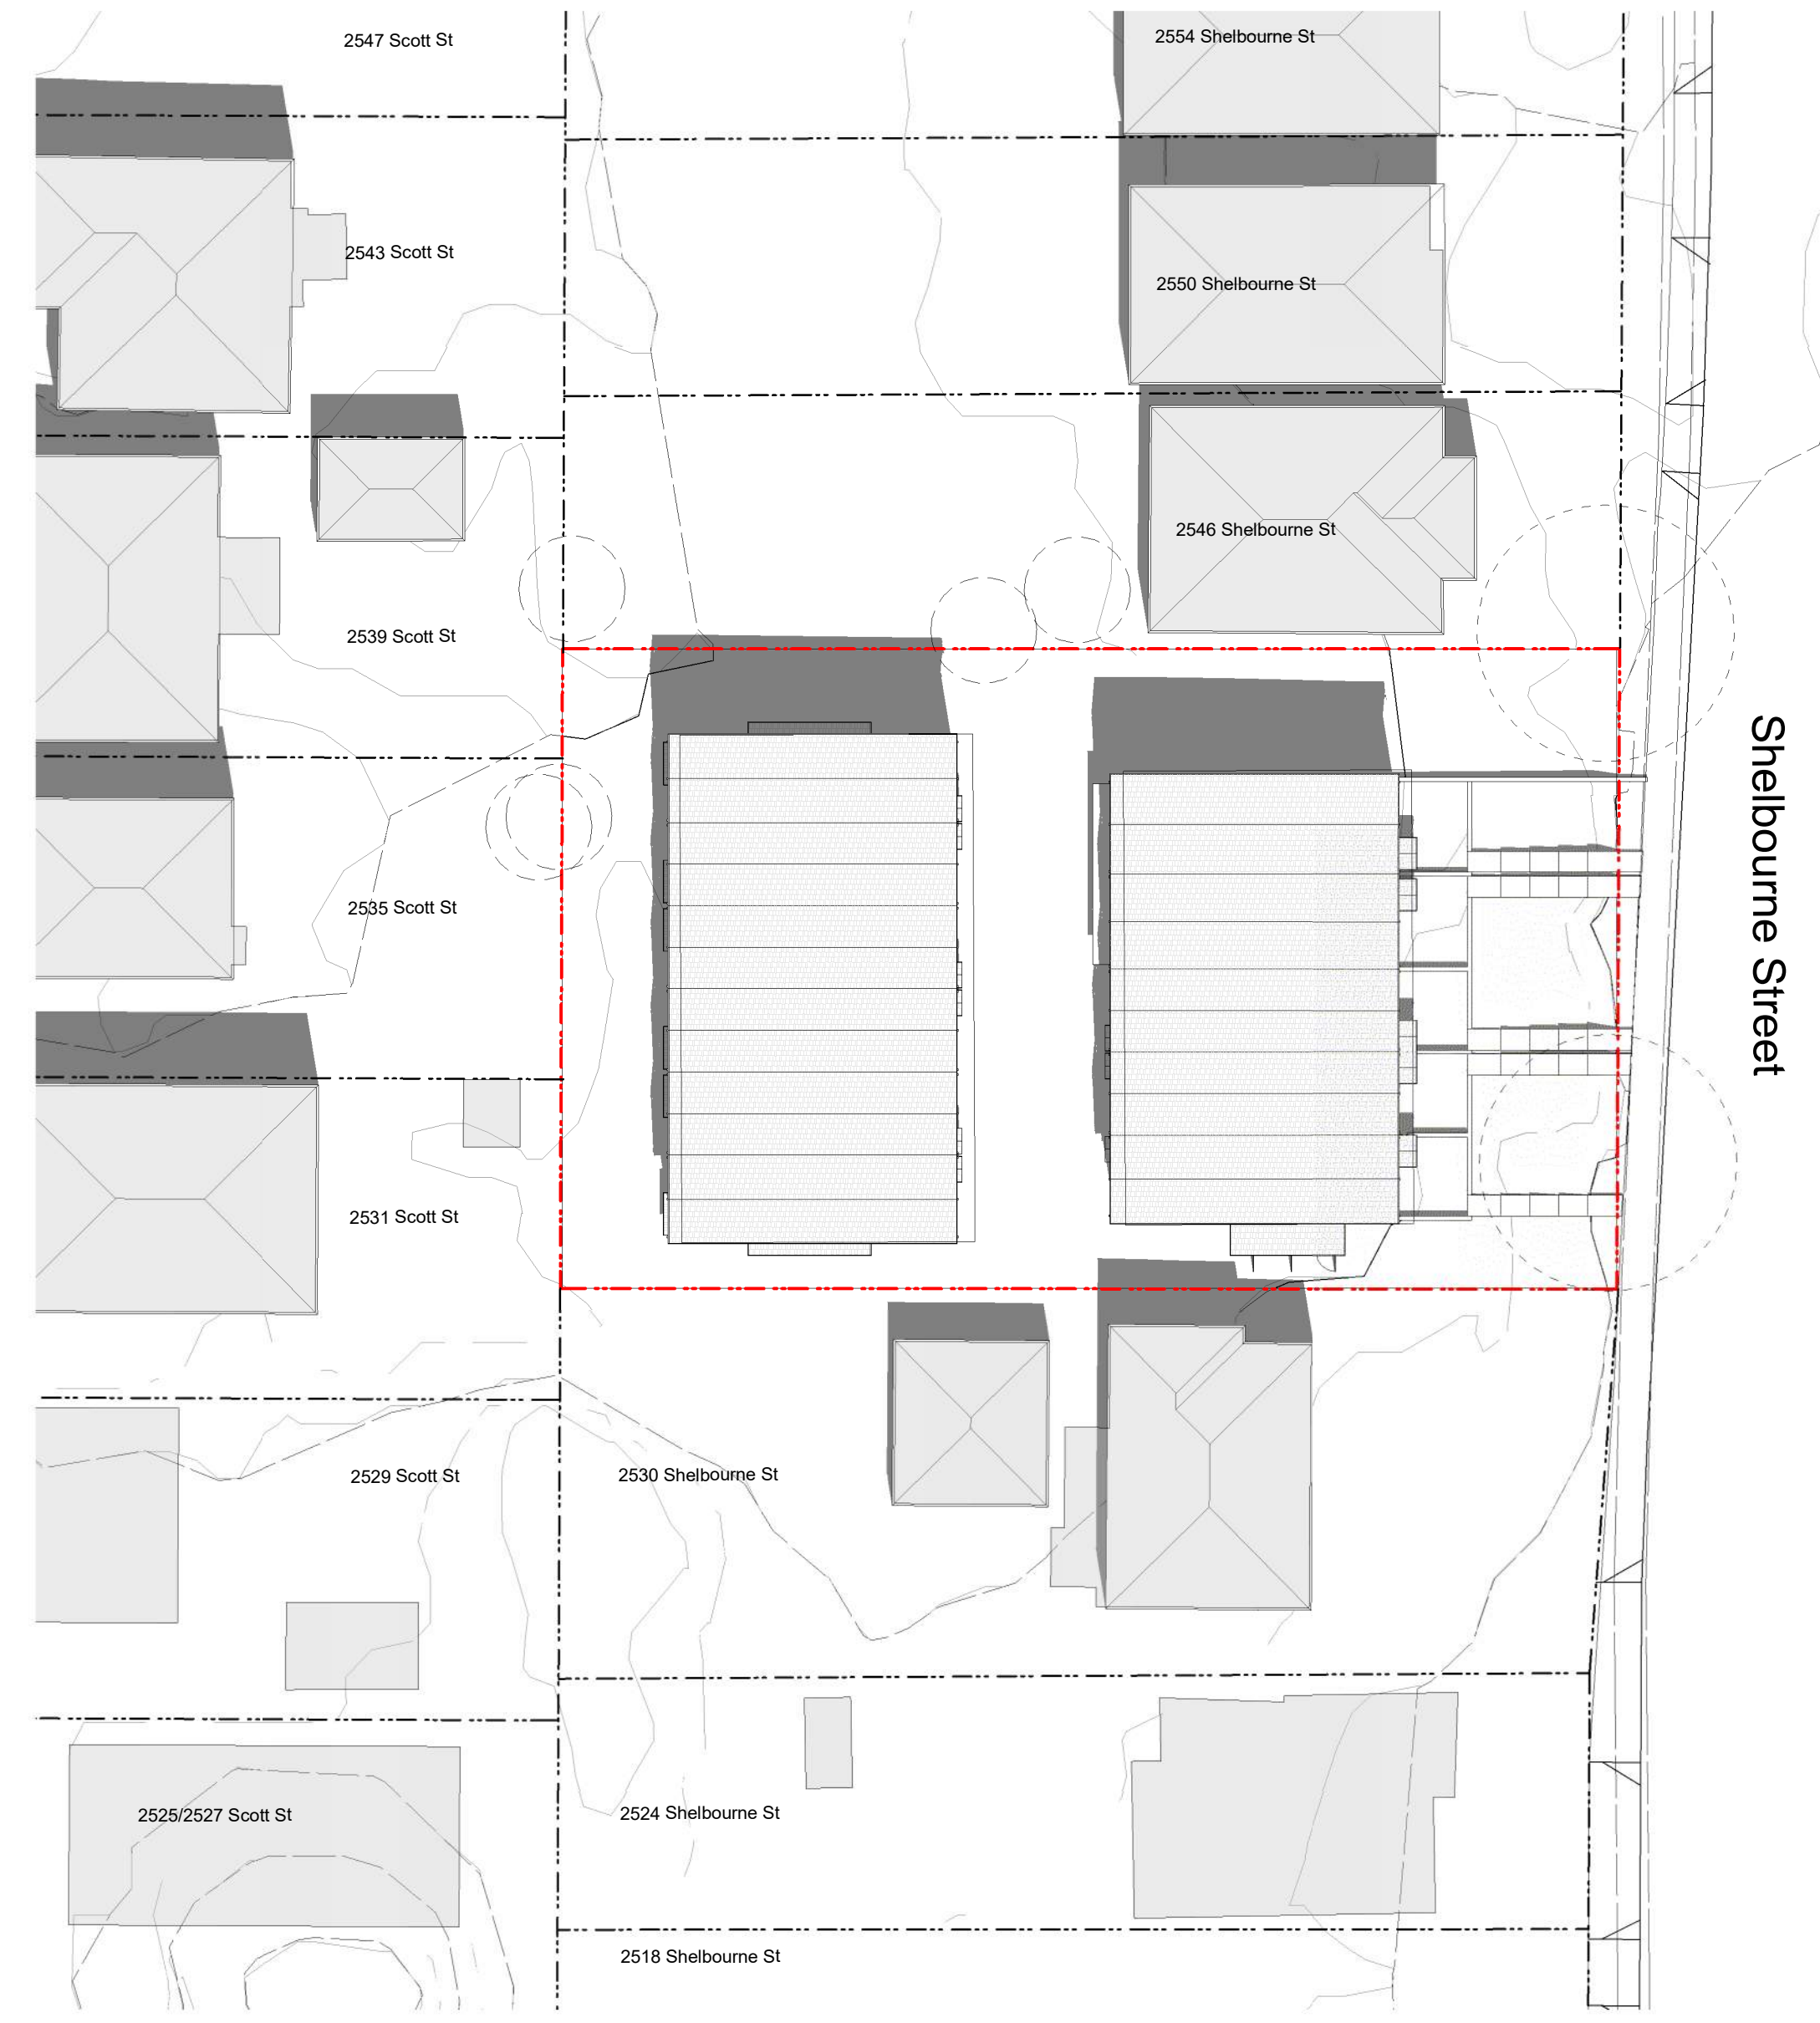 2547 Scott St
2554 Shelbourne St
2543 Scott St
2550 Shelbourne St
2546 Shelbourne St
2539 Scott St
Shelbourne Street
2535 Scott St
2531 Scott St
2529 Scott St
2530 Shelbourne St
2525/2527 Scott St
2524 Shelbourne St
2518 Shelbourne St